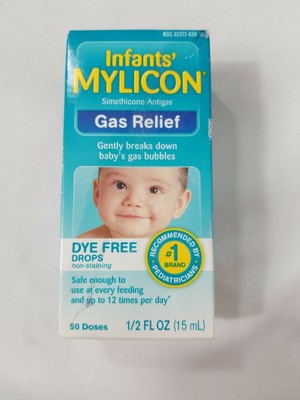 Infants'
MYLICON®
Simethicone/Antigas
Gas Relief
Gently breaks down
baby's gas bubbles
DYE FREE
DROPS
non-staining
RECOMMENDED BY
#1
BRAND
PEDIATRICIANS
Safe enough to
use at every feeding
and up to 12 times per day*
50 Doses
1/2 FL OZ (15 mL)